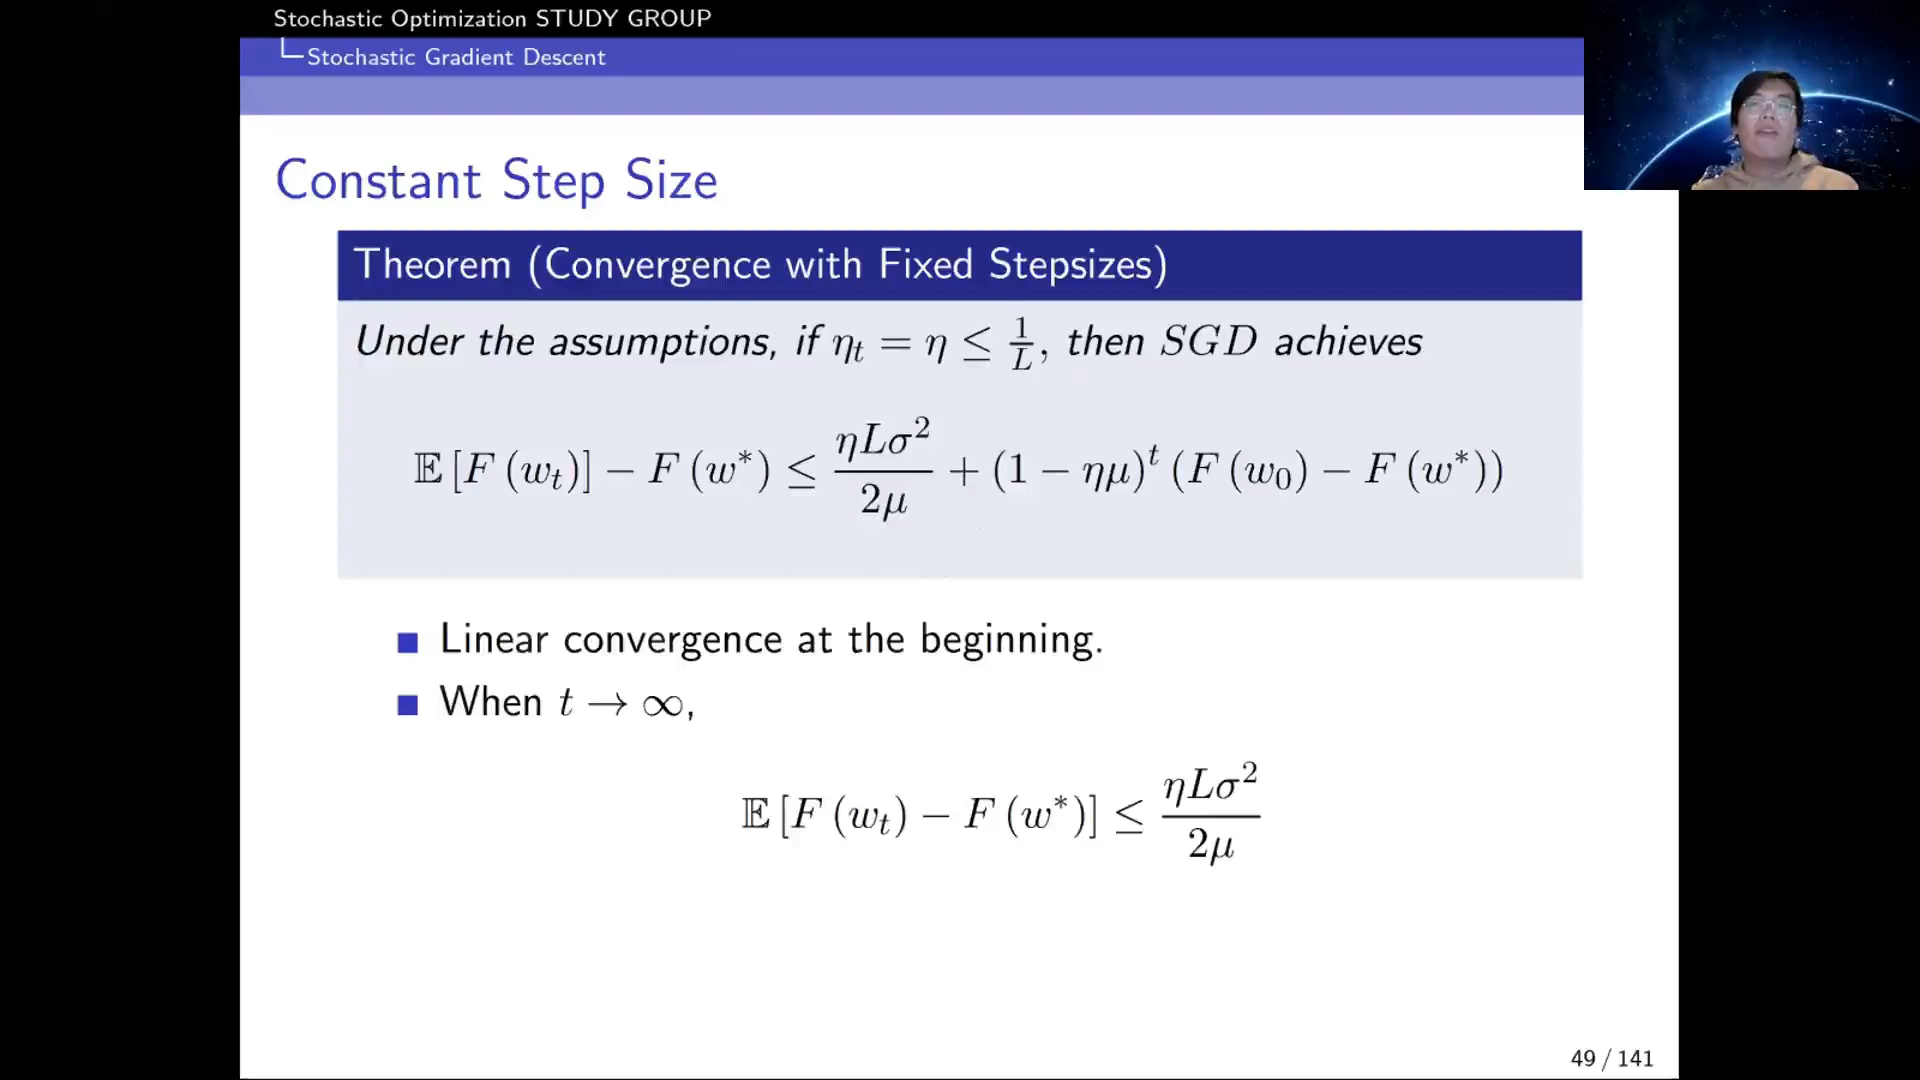 Stochastic Optimization STUDY GROUP
Stochastic Gradient Descent
Constant Step Size
Theorem (Convergence with Fixed Stepsizes)
Under the assumptions, if η_t = η ≤ 1/L, then SGD achieves
𝔼[F(w_t)] − F(w*) ≤ ηLσ²/2μ + (1 − ημ)^t (F(w_0) − F(w*))
Linear convergence at the beginning.
When t → ∞,
𝔼[F(w_t) − F(w*)] ≤ ηLσ²/2μ
49 / 141